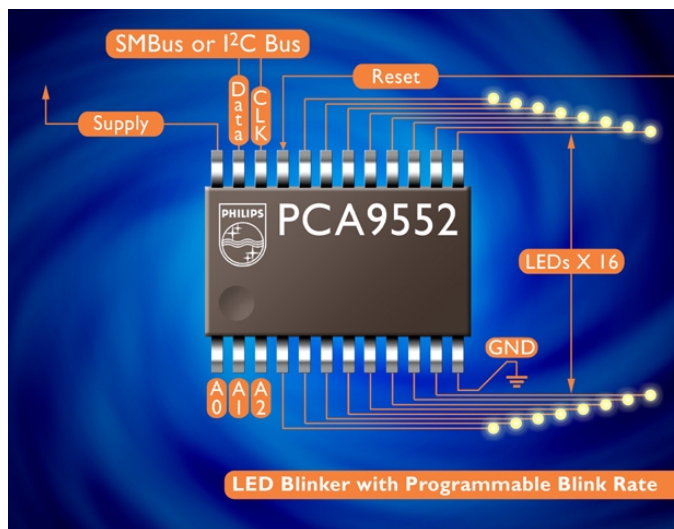 SMBus or I²C Bus
Data
CLK
Reset
Supply
PHILIPS
PCA9552
LEDs X 16
GND
A0
A1
A2
LED Blinker with Programmable Blink Rate